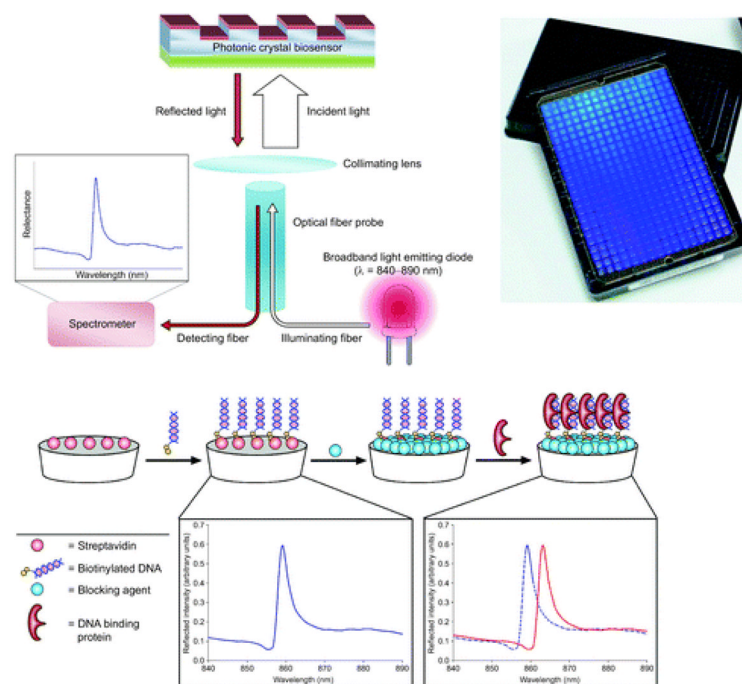 Photonic crystal biosensor
Reflected light
Incident light
Collimating lens
Relectance
Wavelength (nm)
Optical fiber probe
Broadband light emitting diode
(λ = 840–890 nm)
Spectrometer
Detecting fiber
Illuminating fiber
= Streptavidin
= Biotinylated DNA
= Blocking agent
= DNA binding
protein
Reflected intensity (arbitrary units)
0.7
0.6
0.5
0.4
0.3
0.2
0.1
0.0
840
850
860
870
880
890
Wavelength (nm)
Reflected intensity (arbitrary units)
0.7
0.6
0.5
0.4
0.3
0.2
0.1
0.0
840
850
860
870
880
890
Wavelength (nm)